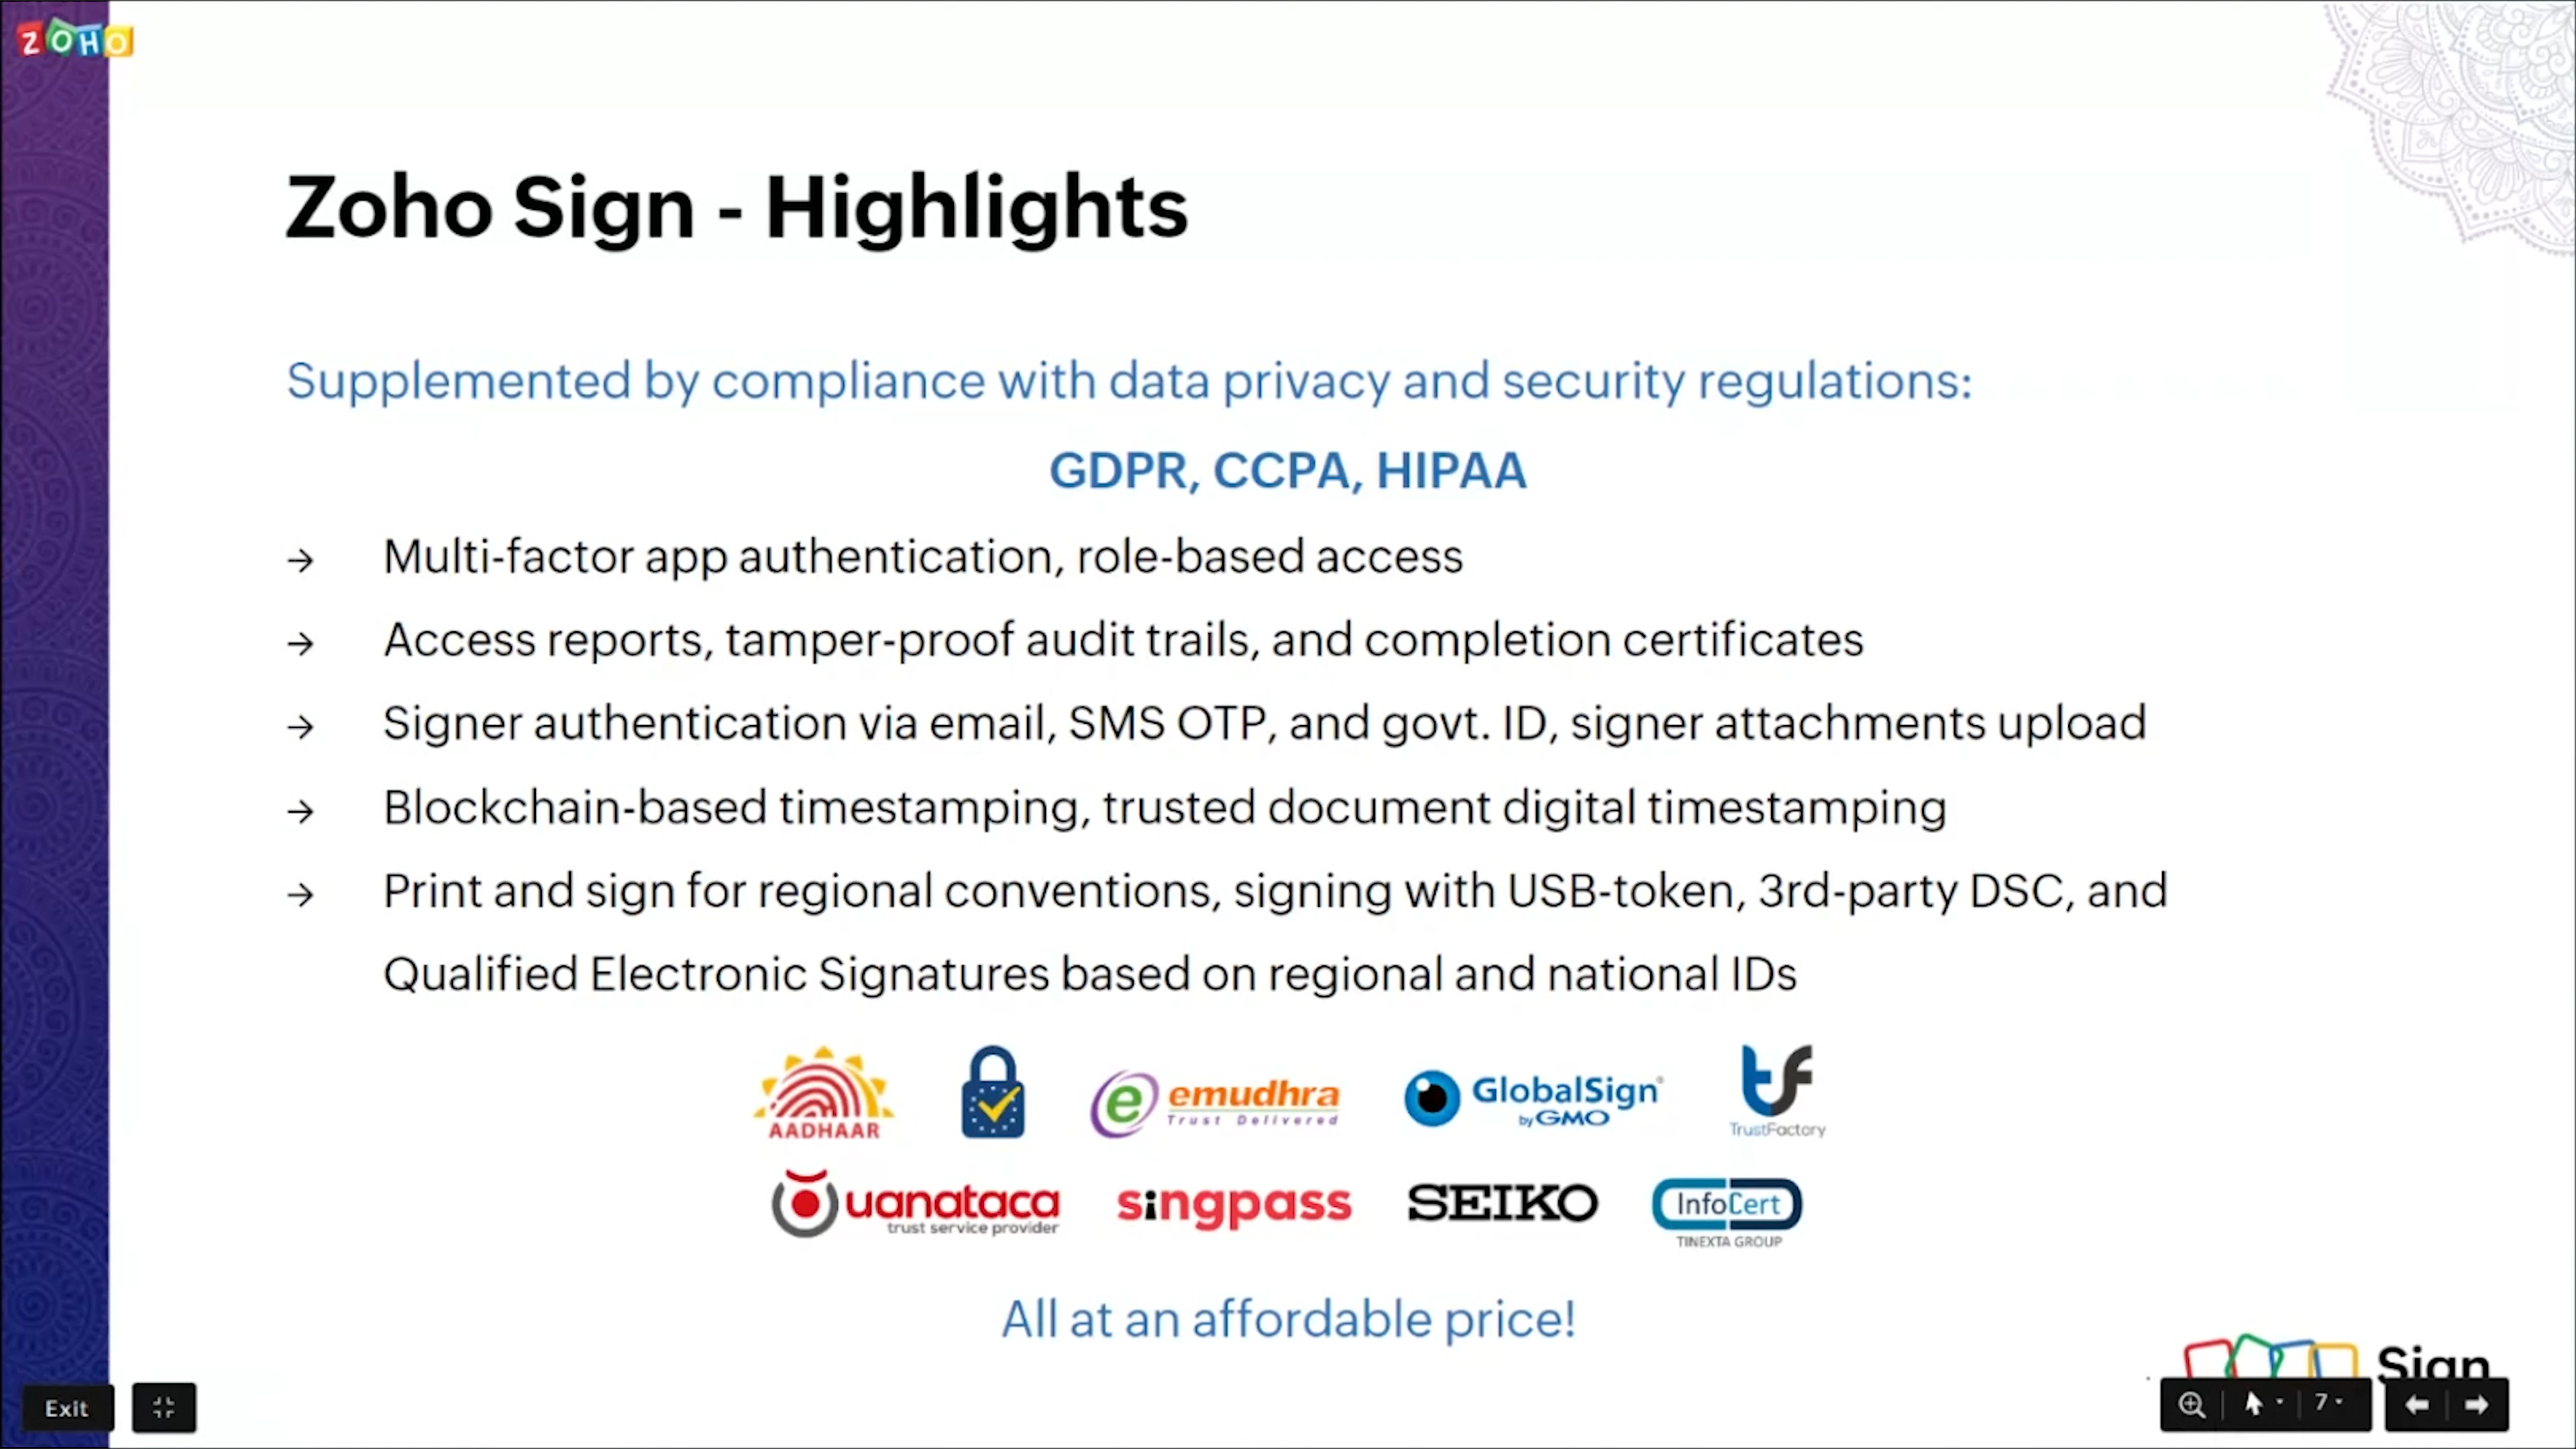 ZOHO
Zoho Sign - Highlights
Supplemented by compliance with data privacy and security regulations:
GDPR, CCPA, HIPAA
→ Multi-factor app authentication, role-based access
→ Access reports, tamper-proof audit trails, and completion certificates
→ Signer authentication via email, SMS OTP, and govt. ID, signer attachments upload
→ Blockchain-based timestamping, trusted document digital timestamping
→ Print and sign for regional conventions, signing with USB-token, 3rd-party DSC, and
Qualified Electronic Signatures based on regional and national IDs
AADHAAR
e emudhra
Trust Delivered
GlobalSign
by GMO
tf
TrustFactory
uanataca
trust service provider
singpass
SEIKO
InfoCert
TINEXTA GROUP
All at an affordable price!
Sign
Exit
7